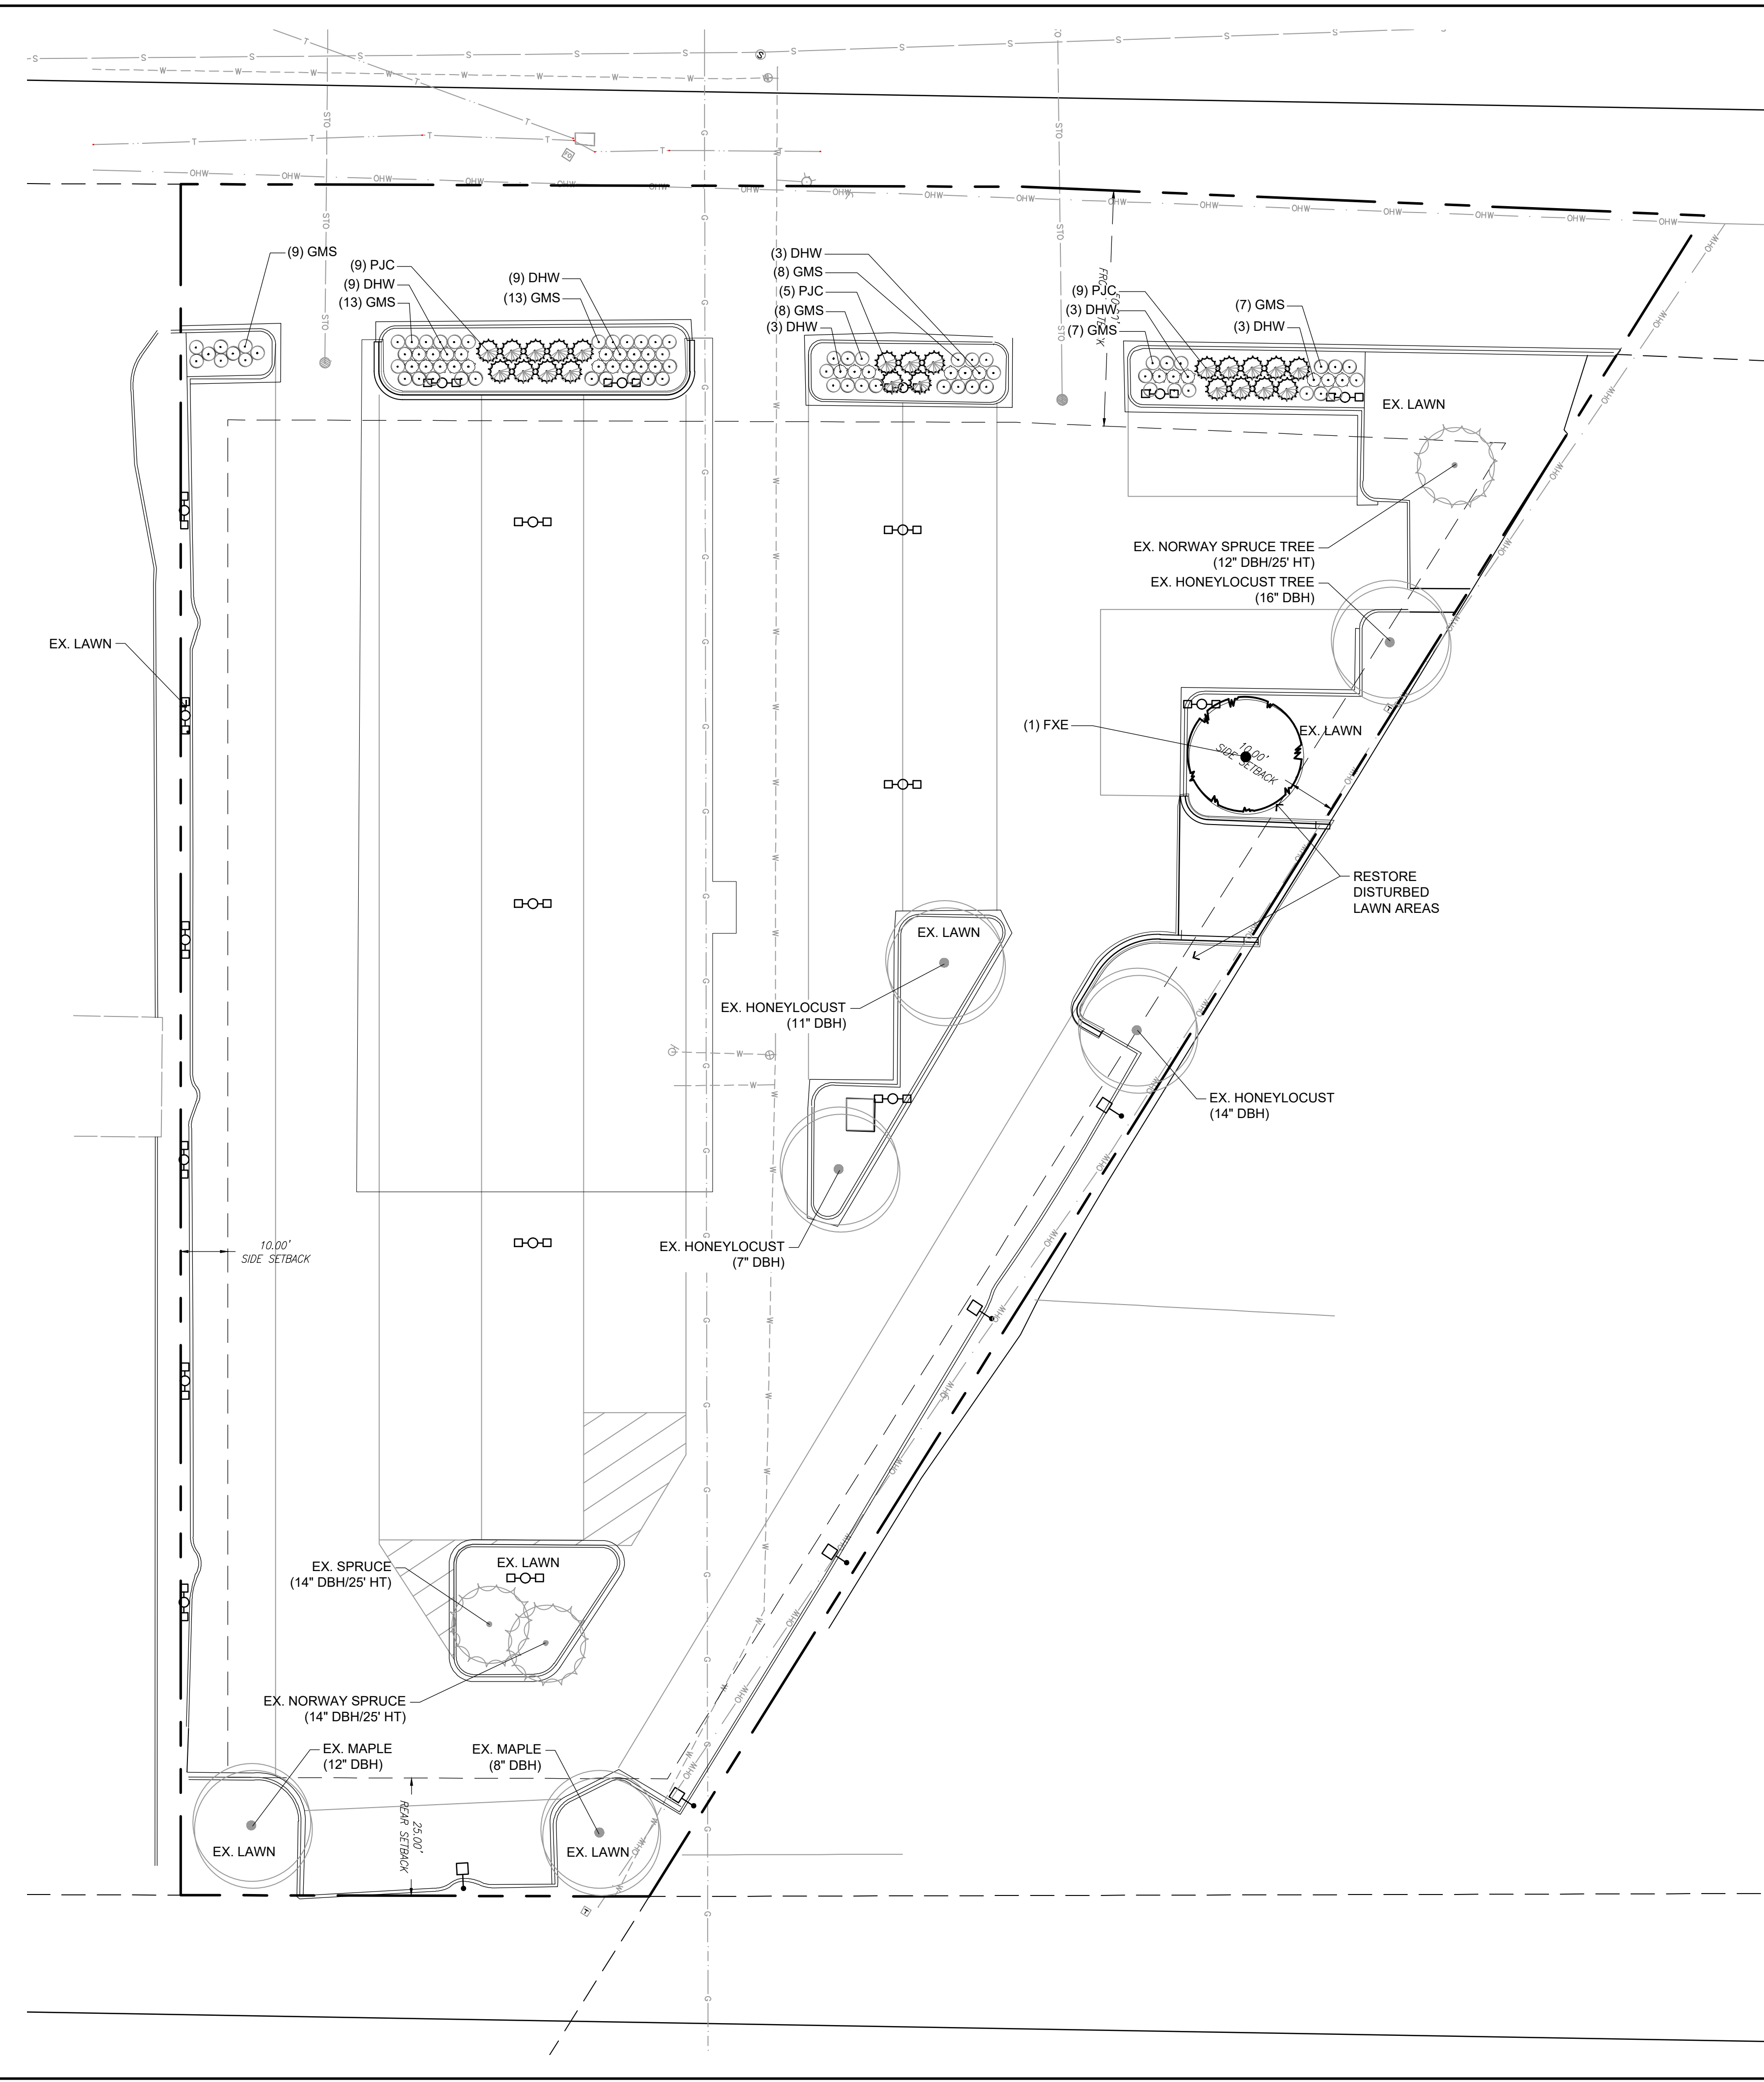 (9) GMS
(9) PJC
(9) DHW
(13) GMS
(9) DHW
(13) GMS
(3) DHW
(8) GMS
(5) PJC
(8) GMS
(3) DHW
(9) PJC
(3) DHW
(7) GMS
(7) GMS
(3) DHW
EX. LAWN
EX. NORWAY SPRUCE TREE
(12" DBH/25' HT)
EX. HONEYLOCUST TREE
(16" DBH)
EX. LAWN
(1) FXE
EX. LAWN
10.00'
SIDE SETBACK
RESTORE
DISTURBED
LAWN AREAS
EX. LAWN
EX. HONEYLOCUST
(11" DBH)
EX. HONEYLOCUST
(14" DBH)
EX. HONEYLOCUST
(7" DBH)
10.00'
SIDE SETBACK
EX. SPRUCE
(14" DBH/25' HT)
EX. LAWN
EX. NORWAY SPRUCE
(14" DBH/25' HT)
EX. MAPLE
(12" DBH)
EX. MAPLE
(8" DBH)
25.00'
REAR SETBACK
EX. LAWN
EX. LAWN